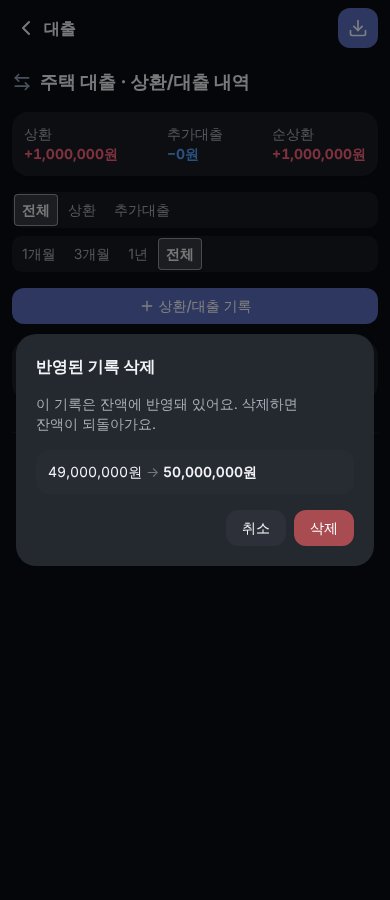 대출
주택 대출 · 상환/대출 내역
상환 추가대출 순상환
+1,000,000원 −0원 +1,000,000원
전체 상환 추가대출
1개월 3개월 1년 전체
+ 상환/대출 기록
반영된 기록 삭제
이 기록은 잔액에 반영돼 있어요. 삭제하면
잔액이 되돌아가요.
49,000,000원 → 50,000,000원
취소 삭제